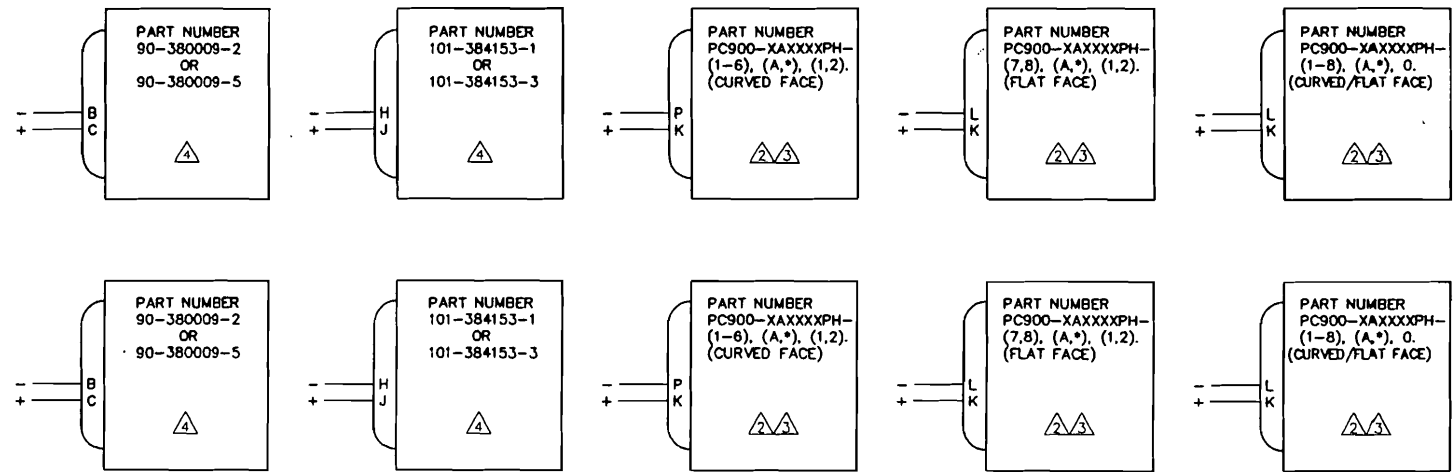 PART NUMBER
90-380009-2
OR
90-380009-5
- B
+ C
4
PART NUMBER
101-384153-1
OR
101-384153-3
- H
+ J
4
PART NUMBER
PC900-XAXXXXPH-
(1-6), (A,*), (1,2).
(CURVED FACE)
- P
+ K
2 3
PART NUMBER
PC900-XAXXXXPH-
(7,8), (A,*), (1,2).
(FLAT FACE)
- L
+ K
2 3
PART NUMBER
PC900-XAXXXXPH-
(1-8), (A,*), 0.
(CURVED/FLAT FACE)
- L
+ K
2 3
PART NUMBER
90-380009-2
OR
90-380009-5
- B
+ C
4
PART NUMBER
101-384153-1
OR
101-384153-3
- H
+ J
4
PART NUMBER
PC900-XAXXXXPH-
(1-6), (A,*), (1,2).
(CURVED FACE)
- P
+ K
2 3
PART NUMBER
PC900-XAXXXXPH-
(7,8), (A,*), (1,2).
(FLAT FACE)
- L
+ K
2 3
PART NUMBER
PC900-XAXXXXPH-
(1-8), (A,*), 0.
(CURVED/FLAT FACE)
- L
+ K
2 3